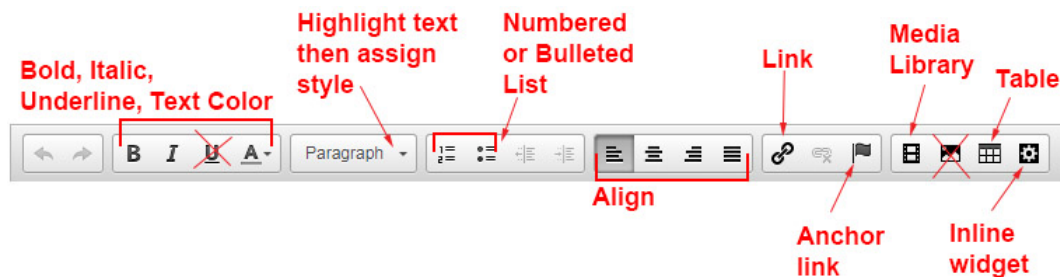 Bold, Italic,
Underline, Text Color
Highlight text
then assign
style
Numbered
or Bulleted
List
Link
Media
Library
Table
B I U A
Paragraph
Align
Anchor
link
Inline
widget